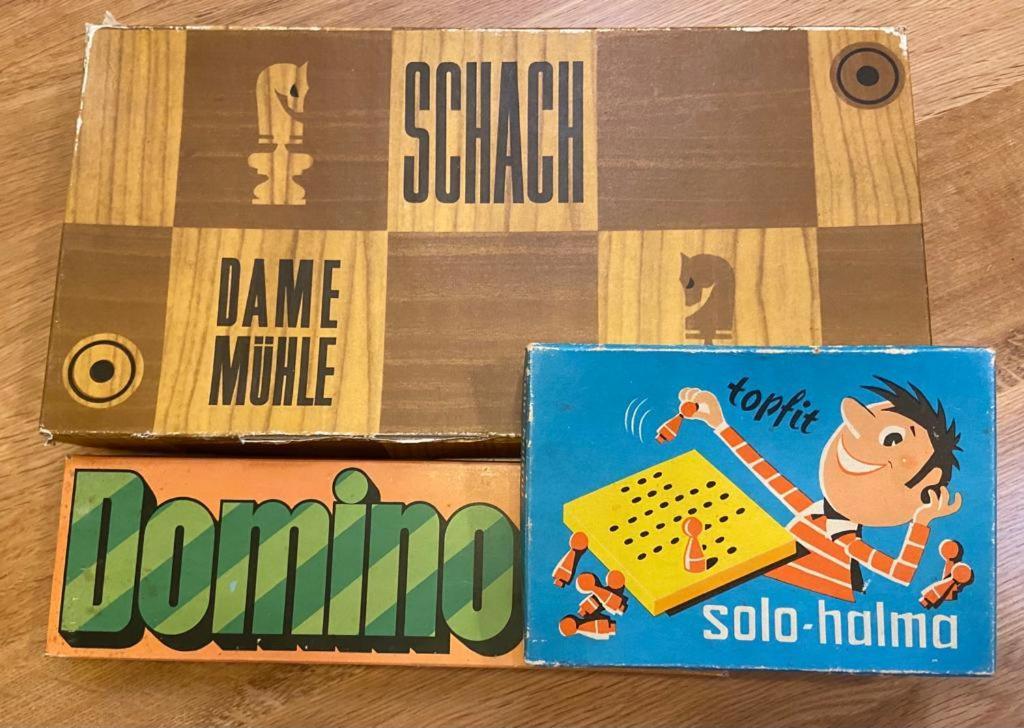 SCHACH
DAME
MÜHLE
Domino
topfit
solo-halma